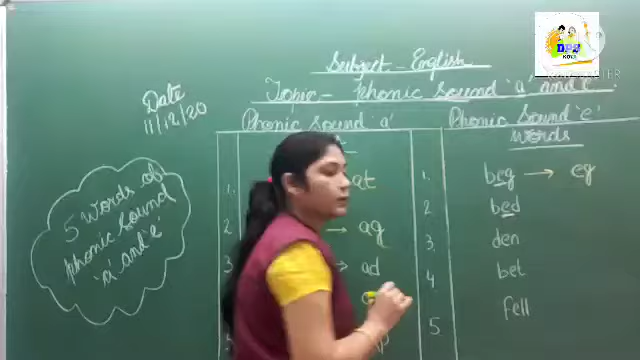 Subject - English
Topic - Phonic sound 'a' and 'e'
Date
11/12/20
5 words of
phonic sound
'a' and 'e'
Phonic Sound 'a'
1. at
2 → ag
3 → ad
Phonic Sound 'e'
words
1. beg → eg
2. bed
3. den
4. bet
5 fell
DPS
KOLR